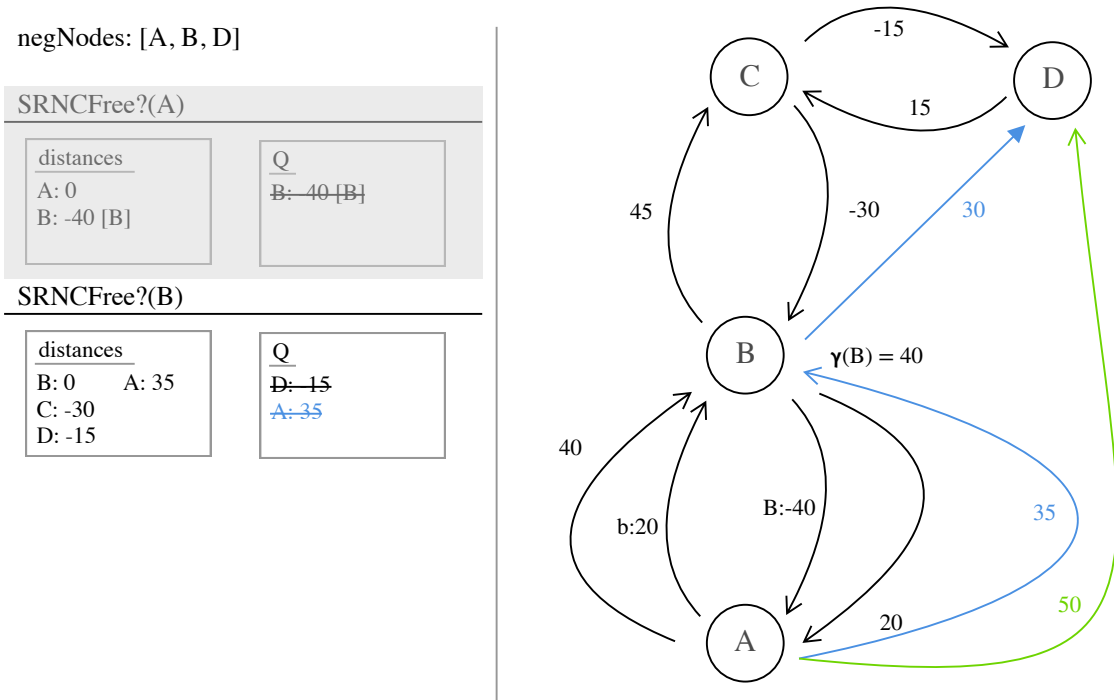 negNodes: [A, B, D]
SRNCFree?(A)
distances
A: 0
B: -40 [B]
Q
B: -40 [B]
SRNCFree?(B)
distances
B: 0 A: 35
C: -30
D: -15
Q
D: -15
A: 35
-15
C
D
15
45
-30
30
B
γ(B) = 40
40
b:20
B:-40
35
20
50
A